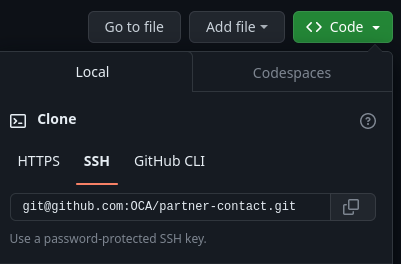 Go to file Add file Code
Local Codespaces
Clone
HTTPS SSH GitHub CLI
git@github.com:OCA/partner-contact.git
Use a password-protected SSH key.